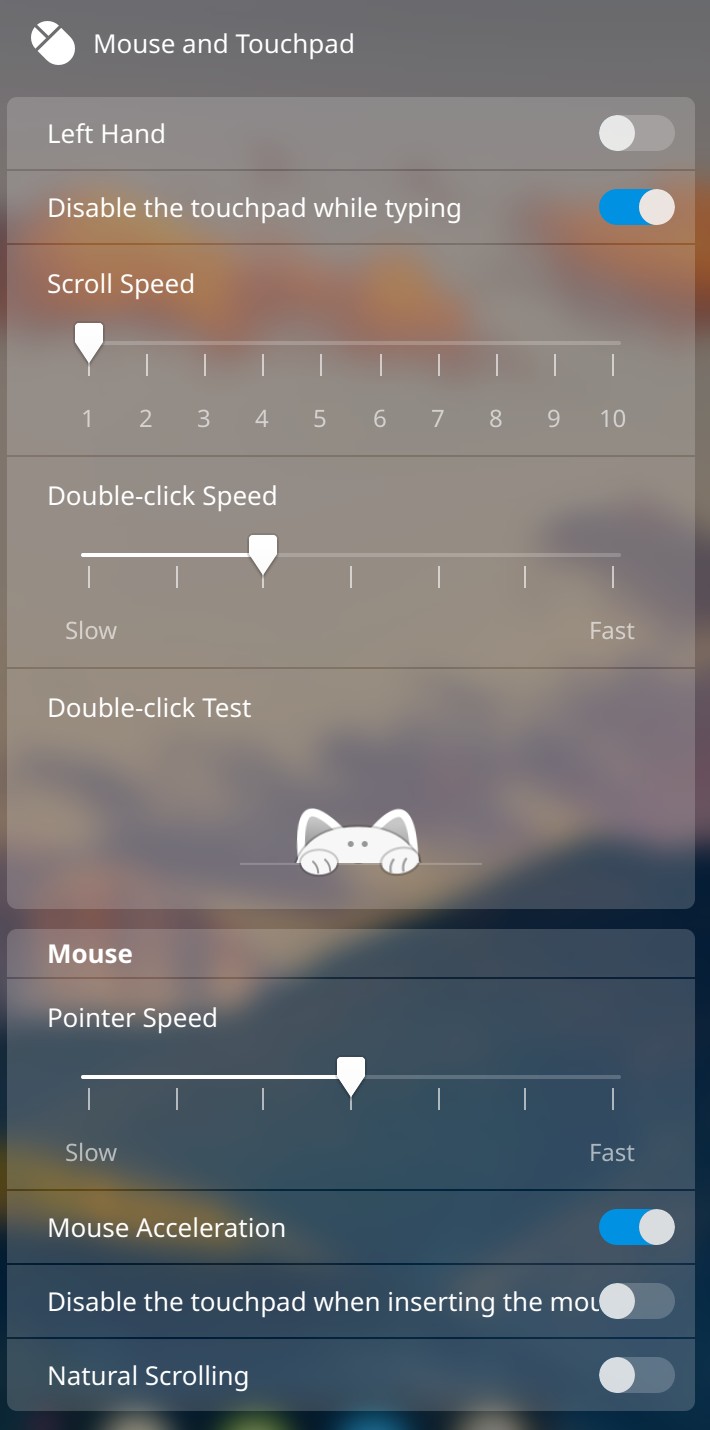 Mouse and Touchpad
Left Hand
Disable the touchpad while typing
Scroll Speed
1 2 3 4 5 6 7 8 9 10
Double-click Speed
Slow Fast
Double-click Test
Mouse
Pointer Speed
Slow Fast
Mouse Acceleration
Disable the touchpad when inserting the mou
Natural Scrolling